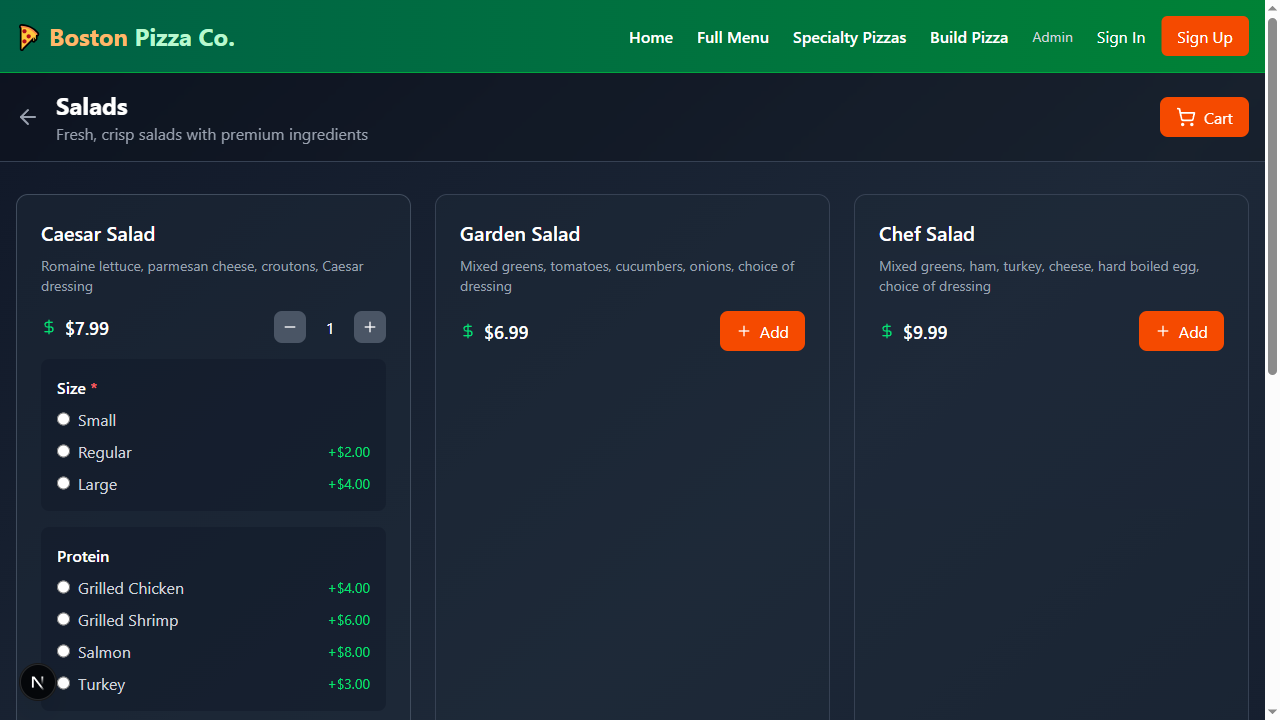 Boston Pizza Co.
Home
Full Menu
Specialty Pizzas
Build Pizza
Admin
Sign In
Sign Up
Salads
Fresh, crisp salads with premium ingredients
Cart
Caesar Salad
Romaine lettuce, parmesan cheese, croutons, Caesar
dressing
$ $7.99
− 1 +
Size *
Small
Regular +$2.00
Large +$4.00
Protein
Grilled Chicken +$4.00
Grilled Shrimp +$6.00
Salmon +$8.00
Turkey +$3.00
N
Garden Salad
Mixed greens, tomatoes, cucumbers, onions, choice of
dressing
$ $6.99
+ Add
Chef Salad
Mixed greens, ham, turkey, cheese, hard boiled egg,
choice of dressing
$ $9.99
+ Add